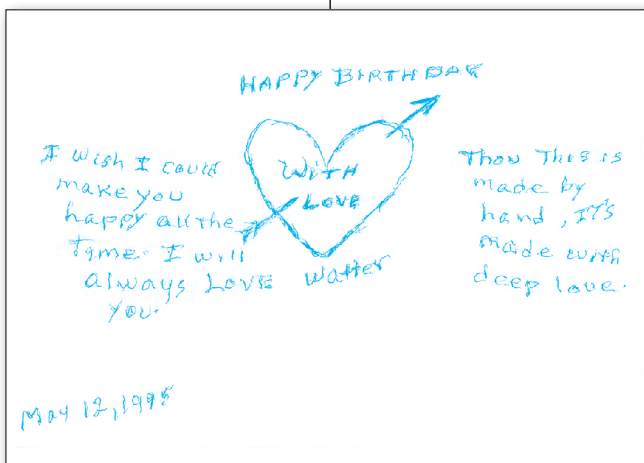 HAPPY BIRTHDAY
I wish I could
make you
happy all the
time. I will
always LOVE
you.
WITH
LOVE
Walter
Thow This is
made by
hand, IT'S
made with
deep love.
May 12, 1995